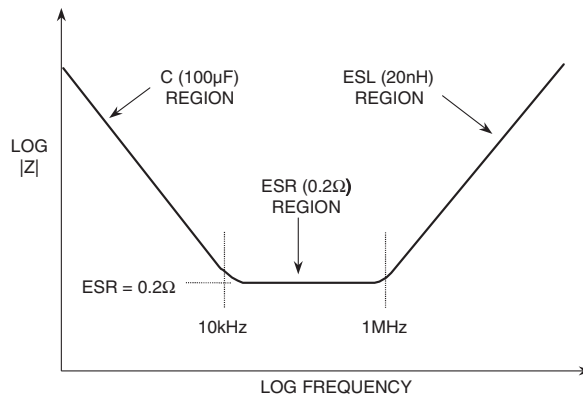 C (100µF)
REGION
ESL (20nH)
REGION
LOG
|Z|
ESR (0.2Ω)
REGION
ESR = 0.2Ω
10kHz
1MHz
LOG FREQUENCY